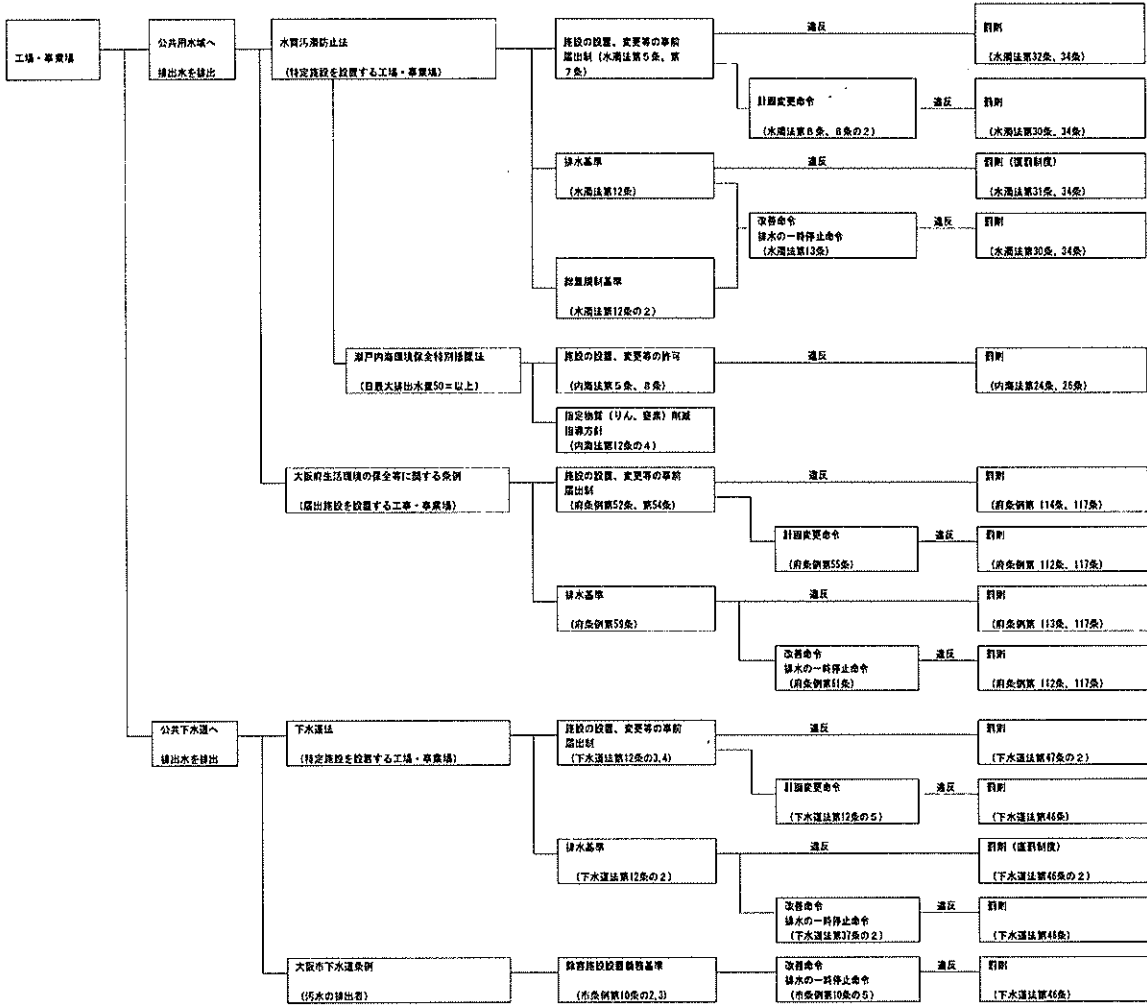 工場・事業場
公共用水域へ
排出水を排出
水質汚濁防止法
(特定施設を設置する工場・事業場)
施設の設置、変更等の事前
届出制(水濁法第5条、第
7条)
違反
罰則
(水濁法第32条、34条)
計画変更命令
(水濁法第8条、8条の2)
違反
罰則
(水濁法第30条、34条)
排水基準
(水濁法第12条)
違反
罰則(直罰制度)
(水濁法第31条、34条)
改善命令
排水の一時停止命令
(水濁法第13条)
違反
罰則
(水濁法第30条、34条)
総量規制基準
(水濁法第12条の2)
瀬戸内海環境保全特別措置法
(日最大排出水量50=以上)
施設の設置、変更等の許可
(内海法第5条、8条)
違反
罰則
(内海法第24条、26条)
指定物質(りん、窒素)削減
指導方針
(内海法第12条の4)
大阪府生活環境の保全等に関する条例
(届出施設を設置する工事・事業場)
施設の設置、変更等の事前
届出制
(府条例第52条、第54条)
違反
罰則
(府条例第 114条、117条)
計画変更命令
(府条例第55条)
違反
罰則
(府条例第 112条、117条)
排水基準
(府条例第59条)
違反
罰則
(府条例第 113条、117条)
改善命令
排水の一時停止命令
(府条例第61条)
違反
罰則
(府条例第 112条、117条)
公共下水道へ
排出水を排出
下水道法
(特定施設を設置する工場・事業場)
施設の設置、変更等の事前
届出制
(下水道法第12条の3,4)
違反
罰則
(下水道法第47条の2)
計画変更命令
(下水道法第12条の5)
違反
罰則
(下水道法第46条)
排水基準
(下水道法第12条の2)
違反
罰則(直罰制度)
(下水道法第46条の2)
改善命令
排水の一時停止命令
(下水道法第37条の2)
違反
罰則
(下水道法第46条)
大阪市下水道条例
(汚水の排出者)
除害施設設置義務基準
(市条例第10条の2,3)
改善命令
排水の一時停止命令
(市条例第10条の5)
違反
罰則
(下水道法第46条)